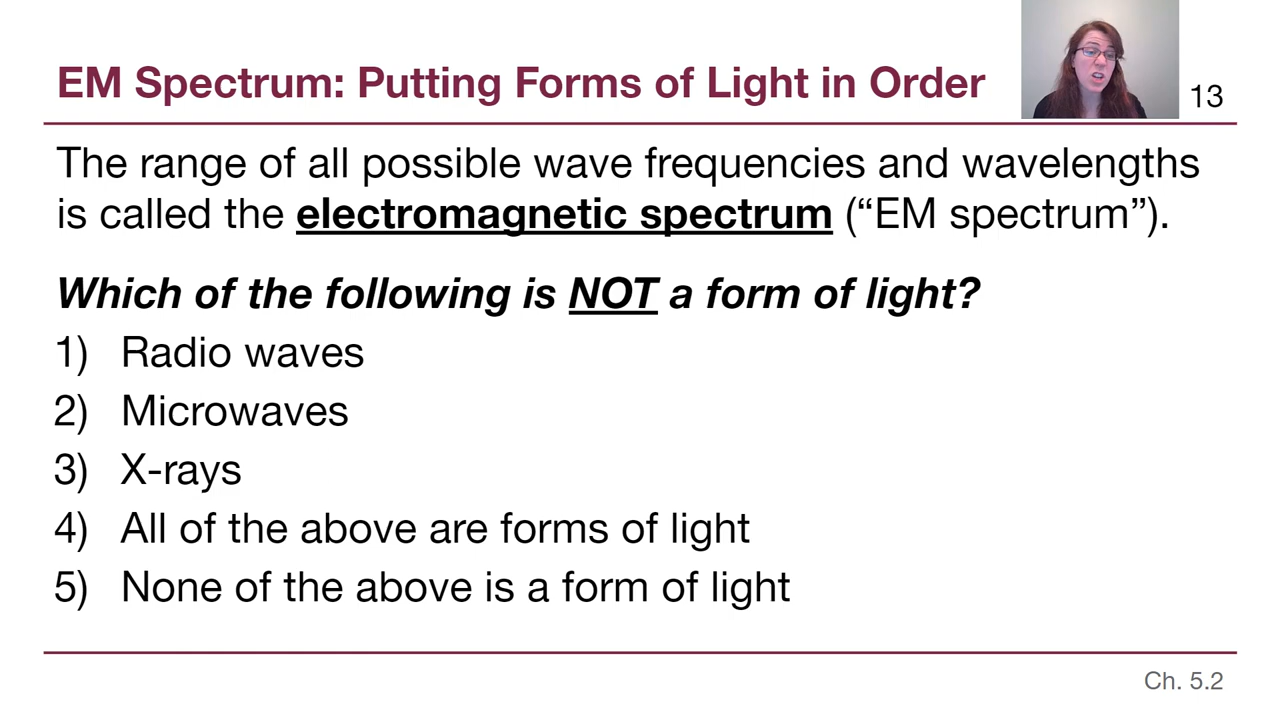 EM Spectrum: Putting Forms of Light in Order
13
The range of all possible wave frequencies and wavelengths
is called the electromagnetic spectrum (“EM spectrum”).
Which of the following is NOT a form of light?
1) Radio waves
2) Microwaves
3) X-rays
4) All of the above are forms of light
5) None of the above is a form of light
Ch. 5.2